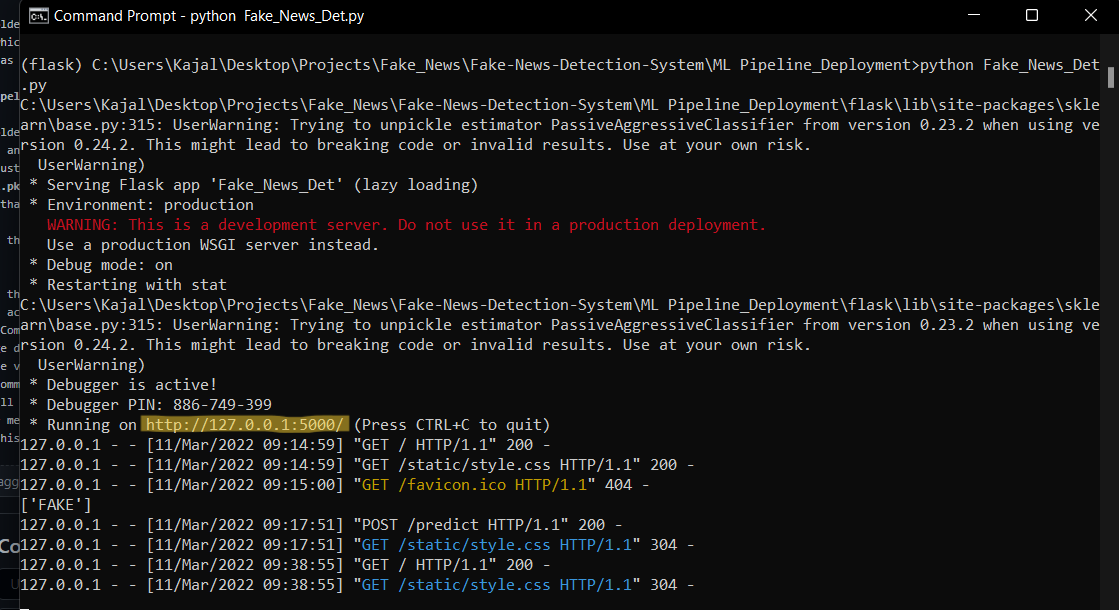 Command Prompt - python  Fake_News_Det.py
(flask) C:\Users\Kajal\Desktop\Projects\Fake_News\Fake-News-Detection-System\ML Pipeline_Deployment>python Fake_News_Det
.py
C:\Users\Kajal\Desktop\Projects\Fake_News\Fake-News-Detection-System\ML Pipeline_Deployment\flask\lib\site-packages\skle
arn\base.py:315: UserWarning: Trying to unpickle estimator PassiveAggressiveClassifier from version 0.23.2 when using ve
rsion 0.24.2. This might lead to breaking code or invalid results. Use at your own risk.
  UserWarning)
 * Serving Flask app 'Fake_News_Det' (lazy loading)
 * Environment: production
   WARNING: This is a development server. Do not use it in a production deployment.
   Use a production WSGI server instead.
 * Debug mode: on
 * Restarting with stat
C:\Users\Kajal\Desktop\Projects\Fake_News\Fake-News-Detection-System\ML Pipeline_Deployment\flask\lib\site-packages\skle
arn\base.py:315: UserWarning: Trying to unpickle estimator PassiveAggressiveClassifier from version 0.23.2 when using ve
rsion 0.24.2. This might lead to breaking code or invalid results. Use at your own risk.
  UserWarning)
 * Debugger is active!
 * Debugger PIN: 886-749-399
 * Running on http://127.0.0.1:5000/ (Press CTRL+C to quit)
127.0.0.1 - - [11/Mar/2022 09:14:59] "GET / HTTP/1.1" 200 -
127.0.0.1 - - [11/Mar/2022 09:14:59] "GET /static/style.css HTTP/1.1" 200 -
127.0.0.1 - - [11/Mar/2022 09:15:00] "GET /favicon.ico HTTP/1.1" 404 -
['FAKE']
127.0.0.1 - - [11/Mar/2022 09:17:51] "POST /predict HTTP/1.1" 200 -
127.0.0.1 - - [11/Mar/2022 09:17:51] "GET /static/style.css HTTP/1.1" 304 -
127.0.0.1 - - [11/Mar/2022 09:38:55] "GET / HTTP/1.1" 200 -
127.0.0.1 - - [11/Mar/2022 09:38:55] "GET /static/style.css HTTP/1.1" 304 -